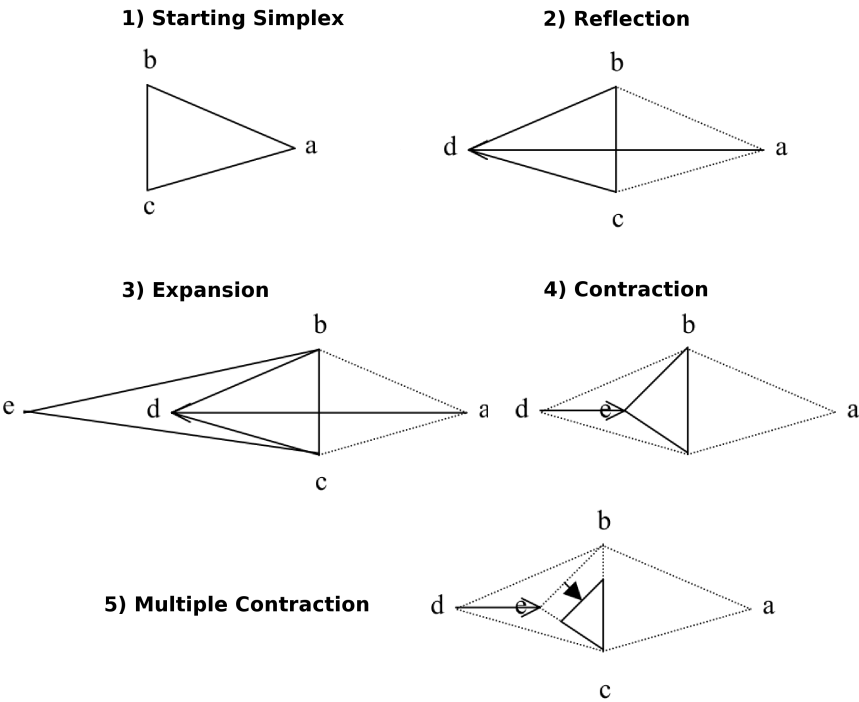 1) Starting Simplex
b
a
c
2) Reflection
b
d
a
c
3) Expansion
b
e
d
a
c
4) Contraction
b
d
e
a
5) Multiple Contraction
b
d
e
a
c